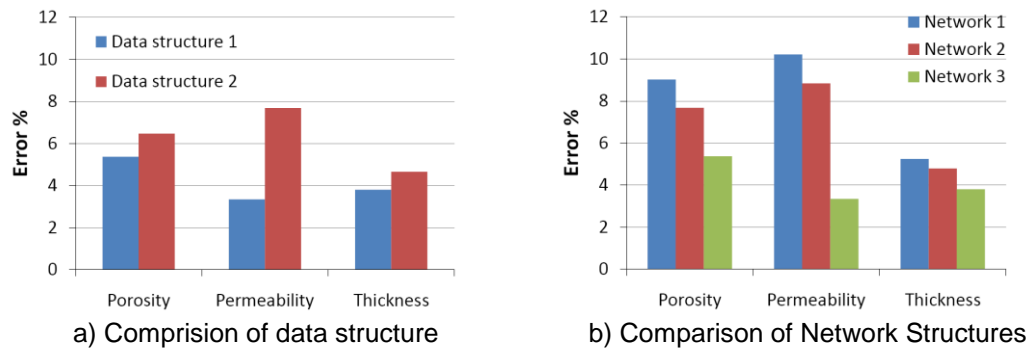 12
10
8
6
4
2
0
Error %
Data structure 1
Data structure 2
Porosity Permeability Thickness
a) Comprision of data structure
12
10
8
6
4
2
0
Error %
Network 1
Network 2
Network 3
Porosity Permeability Thickness
b) Comparison of Network Structures